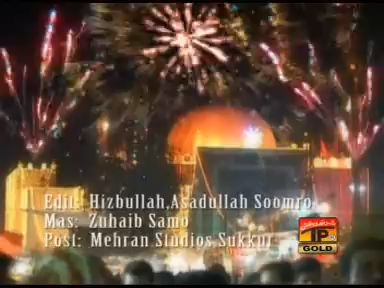 Edit: Hizbullah,Asadullah Soomro
Mas: Zuhaib Samo
Post: Mehran Studios Sukkur
TP
GOLD